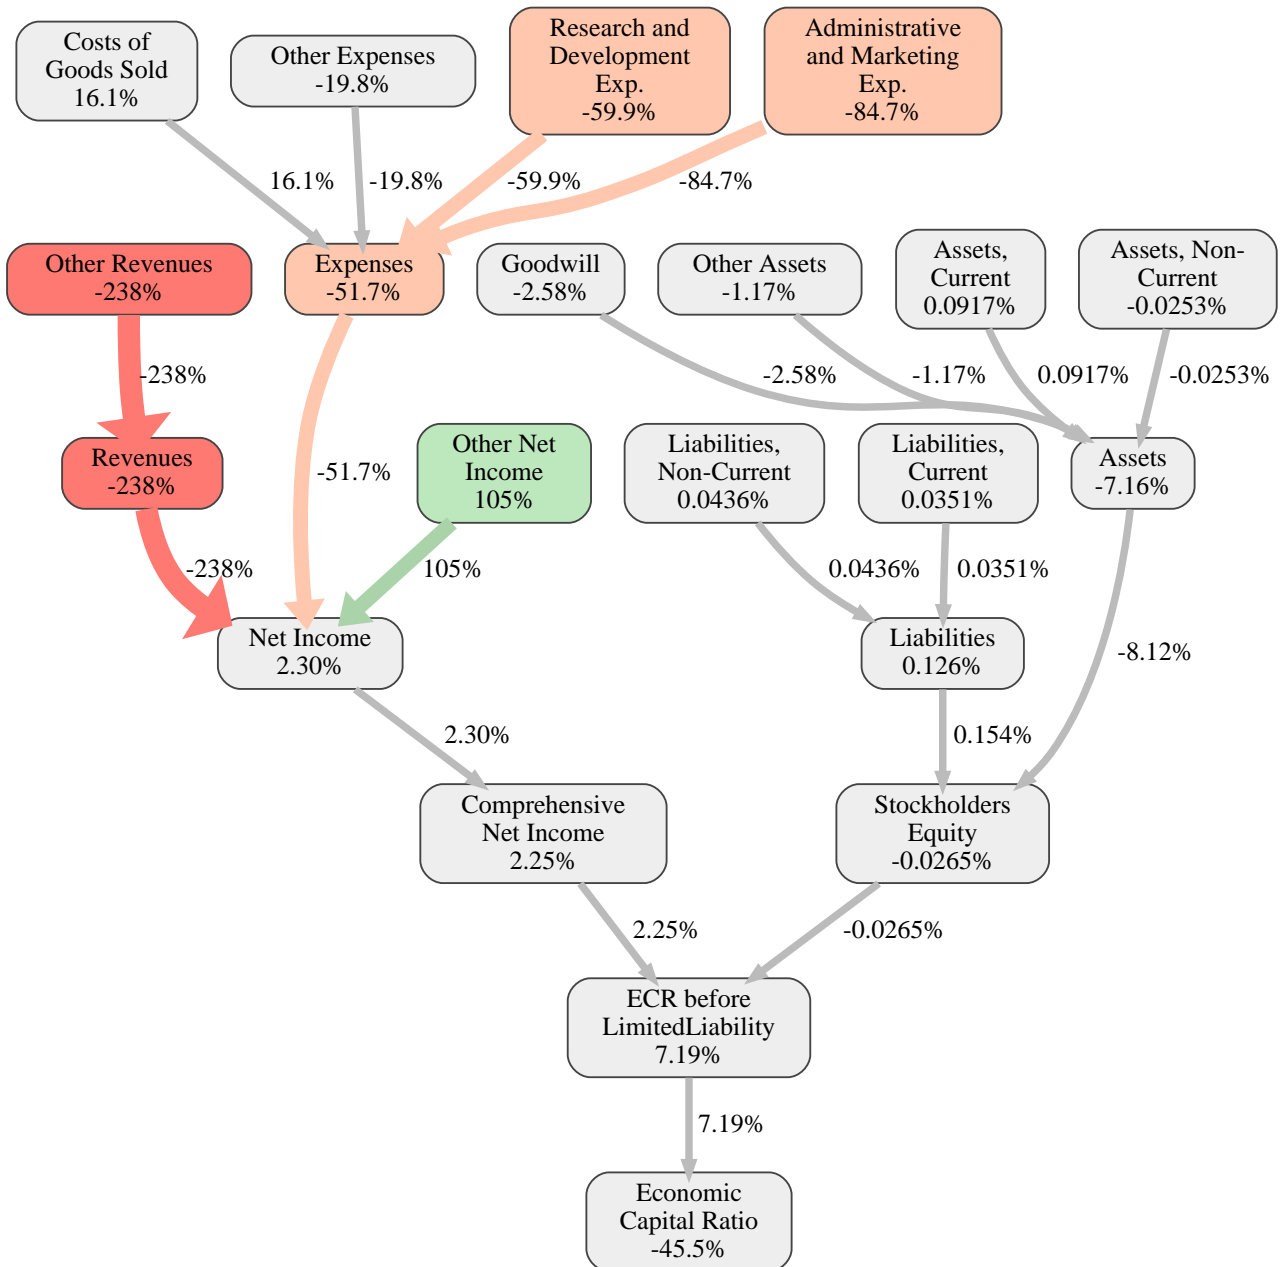 Costs of
Goods Sold
16.1%
Other Expenses
-19.8%
Research and
Development
Exp.
-59.9%
Administrative
and Marketing
Exp.
-84.7%
16.1%
-19.8%
-59.9%
-84.7%
Other Revenues
-238%
Expenses
-51.7%
Goodwill
-2.58%
Other Assets
-1.17%
Assets,
Current
0.0917%
Assets, Non-
Current
-0.0253%
-238%
-2.58%
-1.17%
0.0917%
-0.0253%
Revenues
-238%
-51.7%
Other Net
Income
105%
Liabilities,
Non-Current
0.0436%
Liabilities,
Current
0.0351%
Assets
-7.16%
-238%
105%
0.0436%
0.0351%
Net Income
2.30%
Liabilities
0.126%
-8.12%
2.30%
0.154%
Comprehensive
Net Income
2.25%
Stockholders
Equity
-0.0265%
2.25%
-0.0265%
ECR before
LimitedLiability
7.19%
7.19%
Economic
Capital Ratio
-45.5%